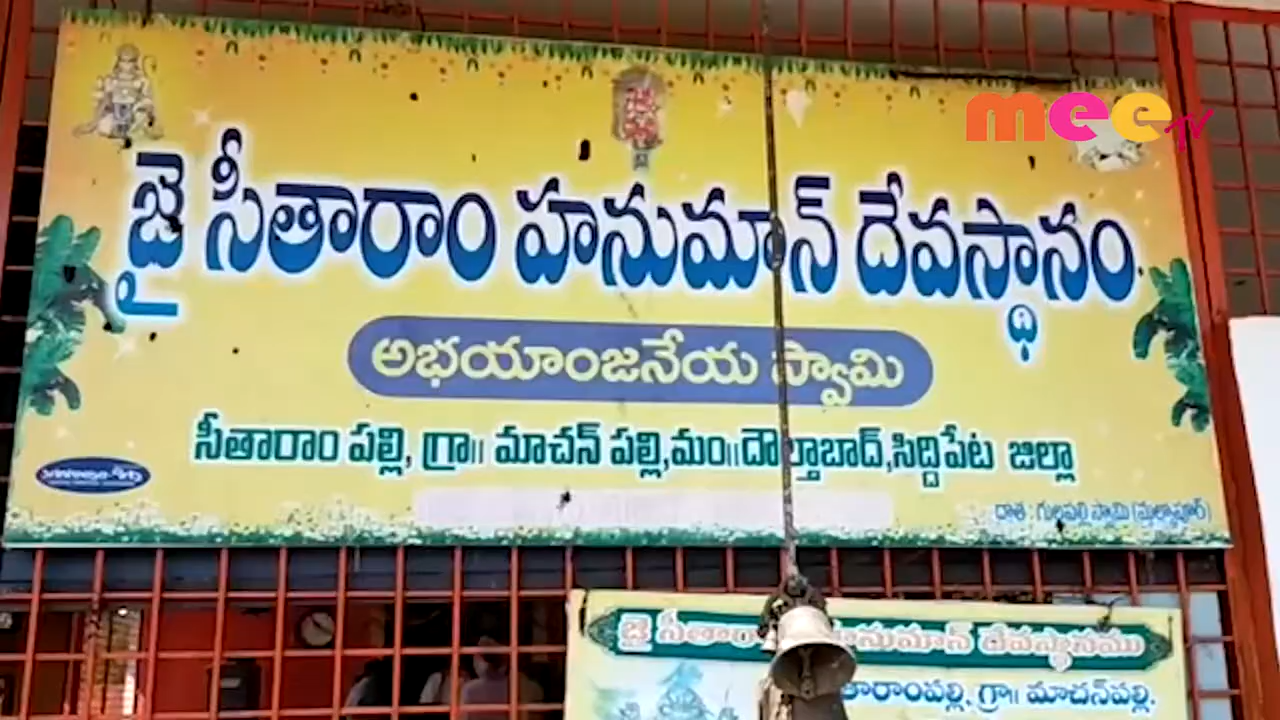 mee TV
జై సీతారాం హనుమాన్ దేవస్థానం
అభయాంజనేయ స్వామి
సీతారాం పల్లి, గ్రా॥ మాచన్ పల్లి,మం॥దౌల్తాబాద్,సిద్దిపేట జిల్లా
దాత :
స్వామి
జై సీతారాం హనుమాన్ దేవస్థానము
తారాంపల్లి, గ్రా॥ మాచన్‌పల్లి.